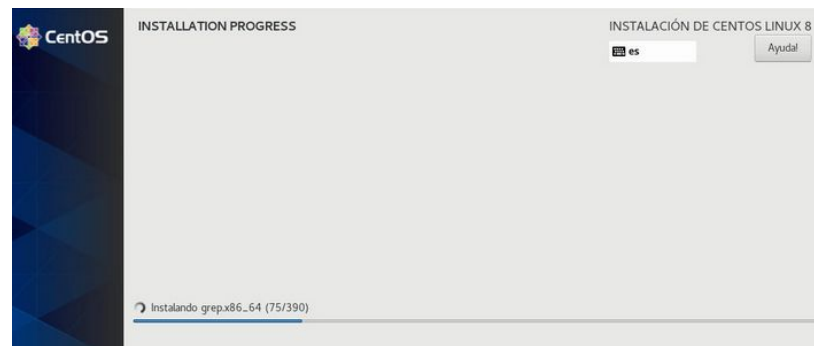 CentOS
INSTALLATION PROGRESS
INSTALACIÓN DE CENTOS LINUX 8
es
Ayuda!
Instalando grep.x86_64 (75/390)